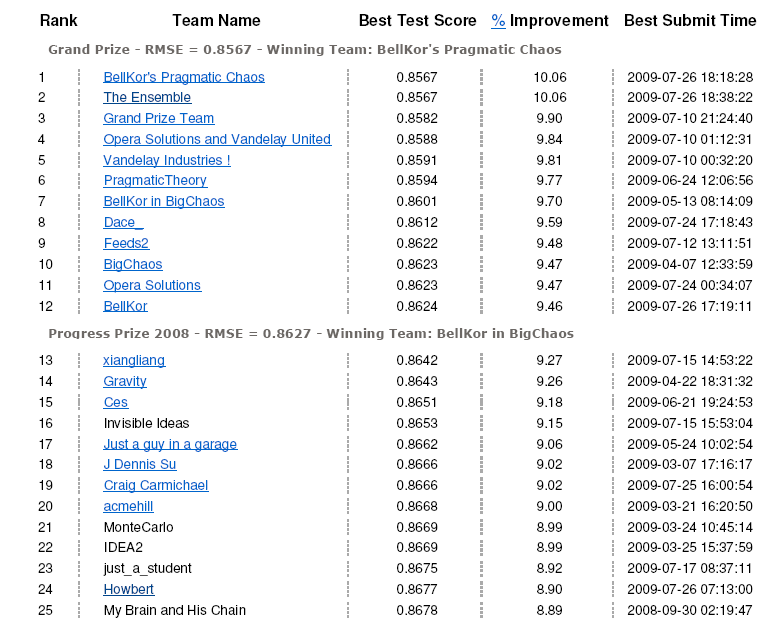 Rank Team Name Best Test Score % Improvement Best Submit Time
Grand Prize - RMSE = 0.8567 - Winning Team: BellKor's Pragmatic Chaos
1 BellKor's Pragmatic Chaos 0.8567 10.06 2009-07-26 18:18:28
2 The Ensemble 0.8567 10.06 2009-07-26 18:38:22
3 Grand Prize Team 0.8582 9.90 2009-07-10 21:24:40
4 Opera Solutions and Vandelay United 0.8588 9.84 2009-07-10 01:12:31
5 Vandelay Industries ! 0.8591 9.81 2009-07-10 00:32:20
6 PragmaticTheory 0.8594 9.77 2009-06-24 12:06:56
7 BellKor in BigChaos 0.8601 9.70 2009-05-13 08:14:09
8 Dace_ 0.8612 9.59 2009-07-24 17:18:43
9 Feeds2 0.8622 9.48 2009-07-12 13:11:51
10 BigChaos 0.8623 9.47 2009-04-07 12:33:59
11 Opera Solutions 0.8623 9.47 2009-07-24 00:34:07
12 BellKor 0.8624 9.46 2009-07-26 17:19:11
Progress Prize 2008 - RMSE = 0.8627 - Winning Team: BellKor in BigChaos
13 xiangliang 0.8642 9.27 2009-07-15 14:53:22
14 Gravity 0.8643 9.26 2009-04-22 18:31:32
15 Ces 0.8651 9.18 2009-06-21 19:24:53
16 Invisible Ideas 0.8653 9.15 2009-07-15 15:53:04
17 Just a guy in a garage 0.8662 9.06 2009-05-24 10:02:54
18 J Dennis Su 0.8666 9.02 2009-03-07 17:16:17
19 Craig Carmichael 0.8666 9.02 2009-07-25 16:00:54
20 acmehill 0.8668 9.00 2009-03-21 16:20:50
21 MonteCarlo 0.8669 8.99 2009-03-24 10:45:14
22 IDEA2 0.8669 8.99 2009-03-25 15:37:59
23 just_a_student 0.8675 8.92 2009-07-17 08:37:11
24 Howbert 0.8677 8.90 2009-07-26 07:13:00
25 My Brain and His Chain 0.8678 8.89 2008-09-30 02:19:47